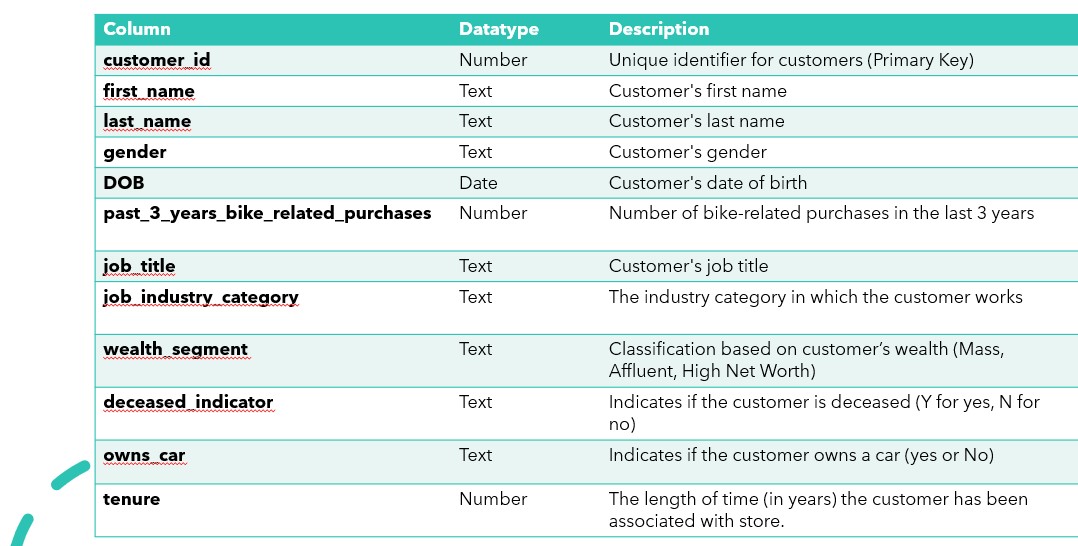 Column Datatype Description
customer_id Number Unique identifier for customers (Primary Key)
first_name Text Customer's first name
last_name Text Customer's last name
gender Text Customer's gender
DOB Date Customer's date of birth
past_3_years_bike_related_purchases Number Number of bike-related purchases in the last 3 years
job_title Text Customer's job title
job_industry_category Text The industry category in which the customer works
wealth_segment Text Classification based on customer’s wealth (Mass,
Affluent, High Net Worth)
deceased_indicator Text Indicates if the customer is deceased (Y for yes, N for
no)
owns_car Text Indicates if the customer owns a car (yes or No)
tenure Number The length of time (in years) the customer has been
associated with store.